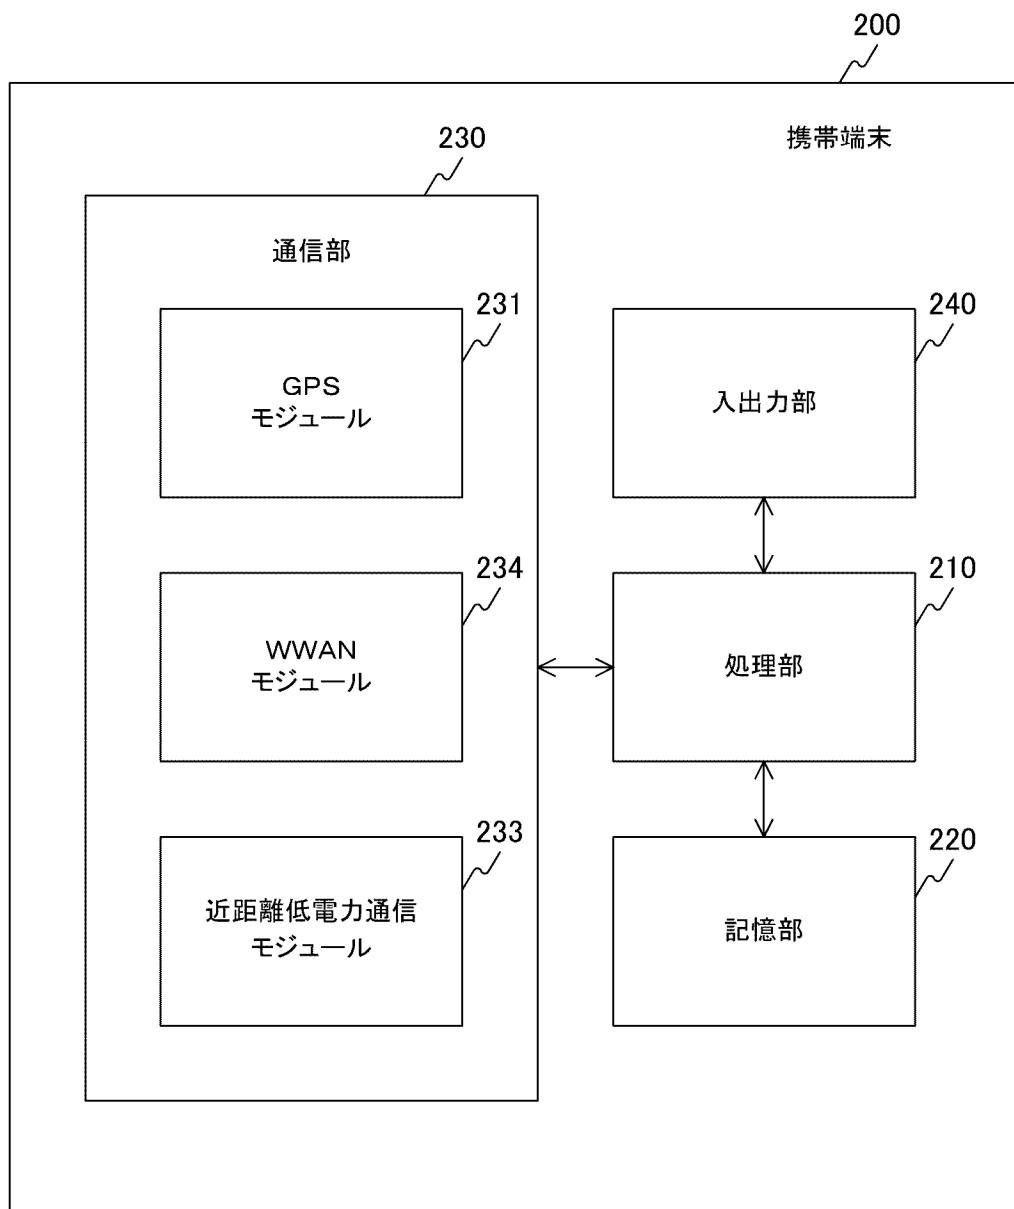 200
携帯端末
230
通信部
231
GPS
モジュール
240
入出力部
234
WWAN
モジュール
210
処理部
233
近距離低電力通信
モジュール
220
記憶部